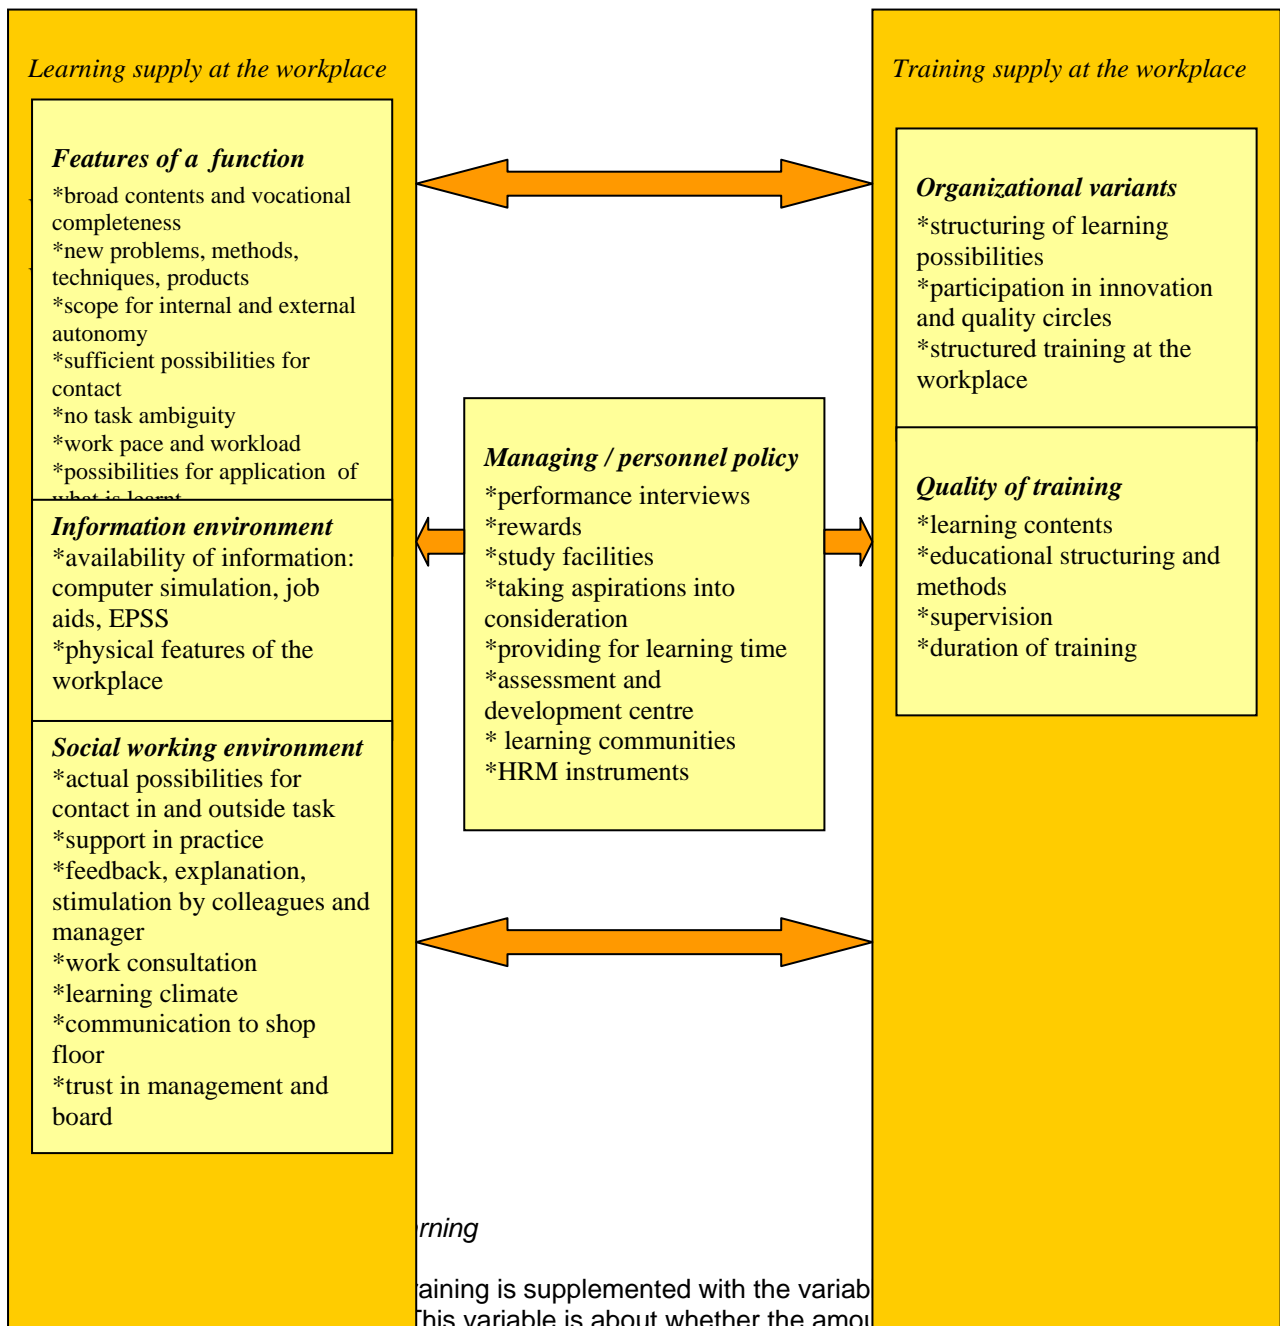 Learning supply at the workplace
Features of a function
*broad contents and vocational
completeness
*new problems, methods,
techniques, products
*scope for internal and external
autonomy
*sufficient possibilities for
contact
*no task ambiguity
*work pace and workload
*possibilities for application of
what is learnt
Information environment
*availability of information:
computer simulation, job
aids, EPSS
*physical features of the
workplace
Social working environment
*actual possibilities for
contact in and outside task
*support in practice
*feedback, explanation,
stimulation by colleagues and
manager
*work consultation
*learning climate
*communication to shop
floor
*trust in management and
board
Managing / personnel policy
*performance interviews
*rewards
*study facilities
*taking aspirations into
consideration
*providing for learning time
*assessment and
development centre
* learning communities
*HRM instruments
Training supply at the workplace
Organizational variants
*structuring of learning
possibilities
*participation in innovation
and quality circles
*structured training at the
workplace
Quality of training
*learning contents
*educational structuring and
methods
*supervision
*duration of training
rning
raining is supplemented with the variab
This variable is about whether the amou